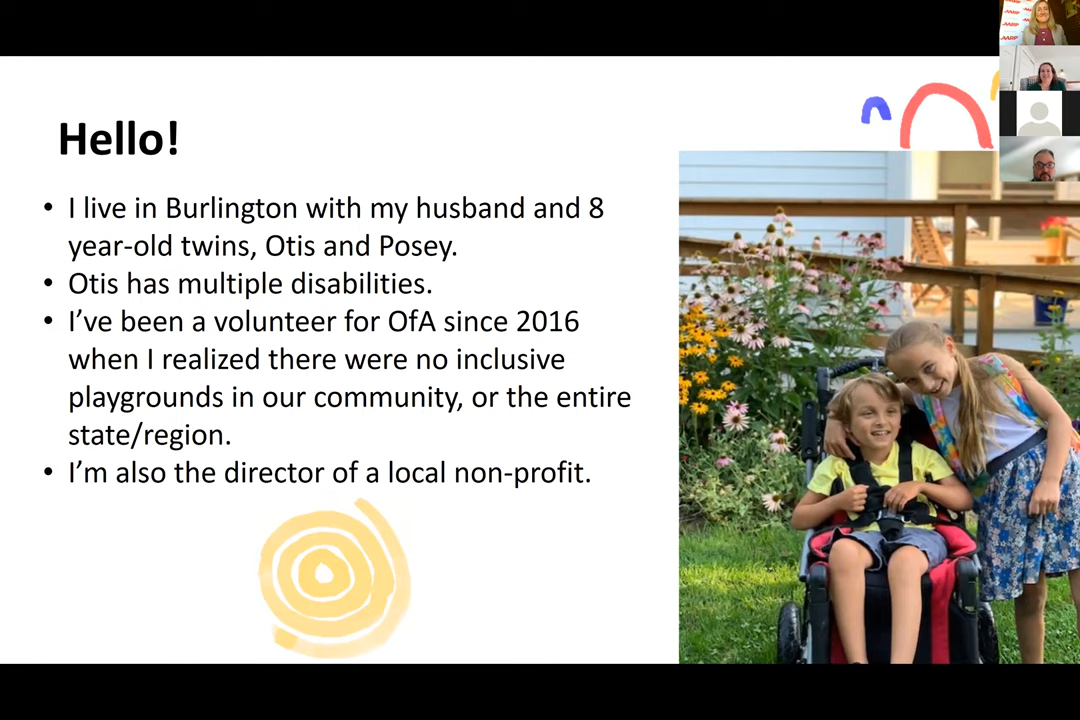 AARP
AARP
Hello!
• I live in Burlington with my husband and 8
year-old twins, Otis and Posey.
• Otis has multiple disabilities.
• I’ve been a volunteer for OfA since 2016
when I realized there were no inclusive
playgrounds in our community, or the entire
state/region.
• I’m also the director of a local non-profit.